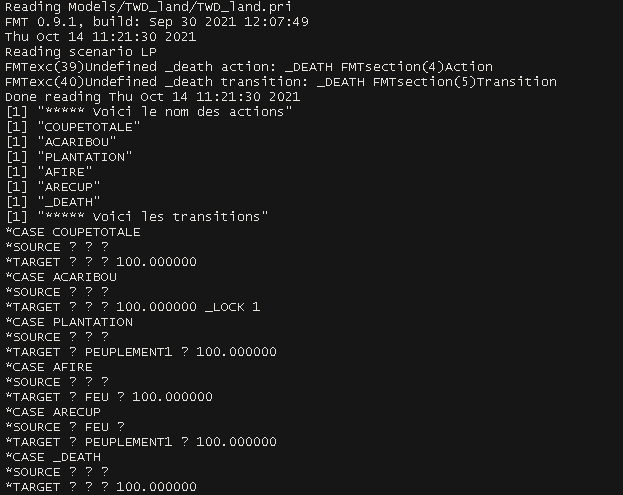 Reading Models/TWD_land/TWD_land.pri
FMT 0.9.1, build: Sep 30 2021 12:07:49
Thu Oct 14 11:21:30 2021
Reading scenario LP
FMTexc(39)Undefined _death action: _DEATH FMTsection(4)Action
FMTexc(40)Undefined _death transition: _DEATH FMTsection(5)Transition
Done reading Thu Oct 14 11:21:30 2021
[1] "***** Voici le nom des actions"
[1] "COUPETOTALE"
[1] "ACARIBOU"
[1] "PLANTATION"
[1] "AFIRE"
[1] "ARECUP"
[1] "_DEATH"
[1] "***** Voici les transitions"
*CASE COUPETOTALE
*SOURCE ? ? ?
*TARGET ? ? ? 100.000000
*CASE ACARIBOU
*SOURCE ? ? ?
*TARGET ? ? ? 100.000000 _LOCK 1
*CASE PLANTATION
*SOURCE ? ? ?
*TARGET ? PEUPLEMENT1 ? 100.000000
*CASE AFIRE
*SOURCE ? ? ?
*TARGET ? FEU ? 100.000000
*CASE ARECUP
*SOURCE ? FEU ?
*TARGET ? PEUPLEMENT1 ? 100.000000
*CASE _DEATH
*SOURCE ? ? ?
*TARGET ? ? ? 100.000000